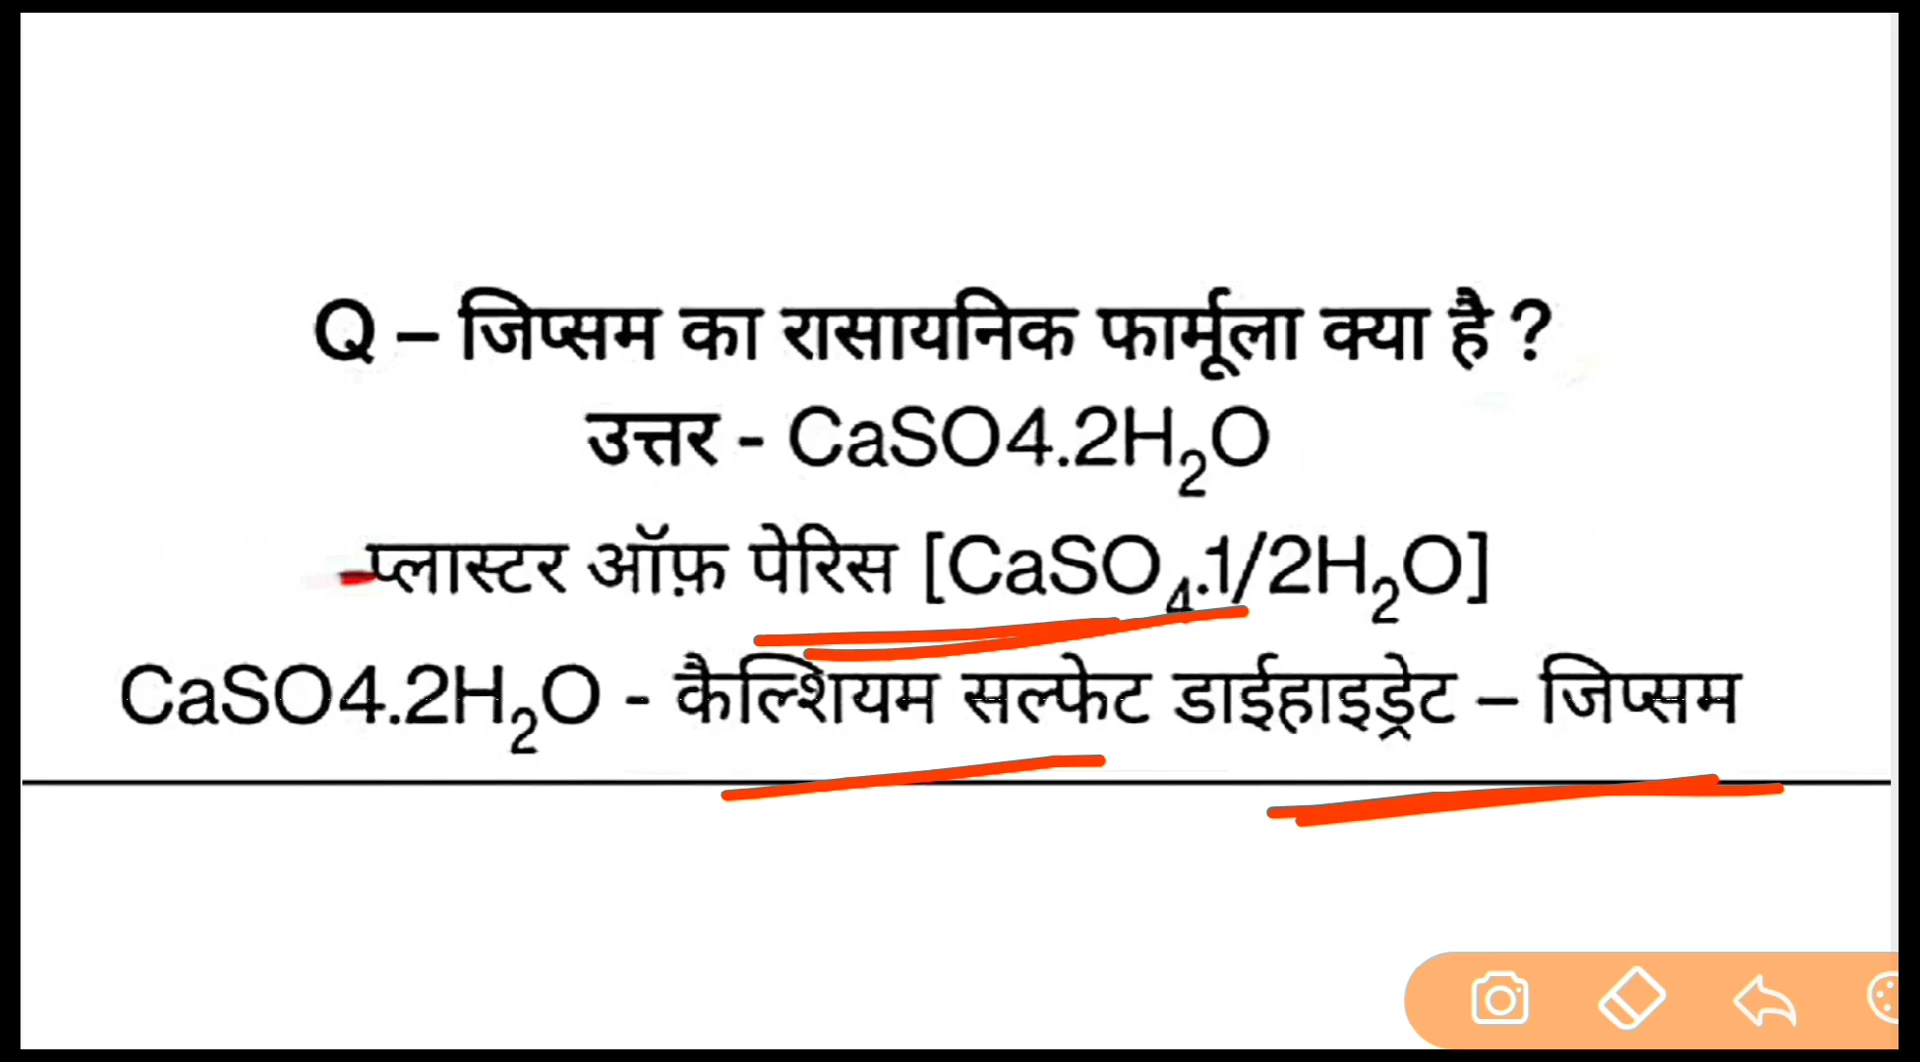 Q – जिप्सम का रासायनिक फार्मूला क्या है ?
उत्तर - CaSO4.2H₂O
-प्लास्टर ऑफ़ पेरिस [CaSO₄.1/2H₂O]
CaSO4.2H₂O - कैल्शियम सल्फेट डाईहाइड्रेट – जिप्सम